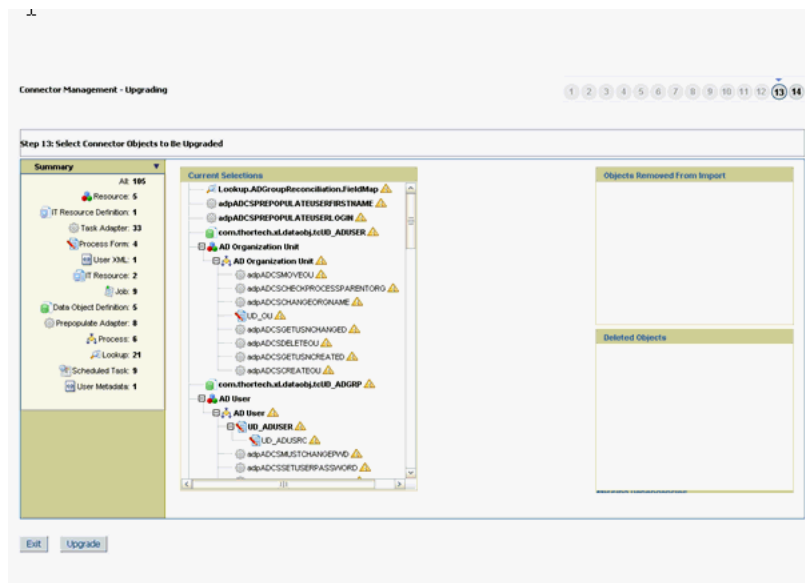 Connector Management - Upgrading
1 2 3 4 5 6 7 8 9 10 11 12 13 14
Step 13: Select Connector Objects to Be Upgraded
Summary
All: 105
Resource: 5
IT Resource Definition: 1
Task Adapter: 33
Process Form: 4
User XML: 1
IT Resource: 2
Job: 9
Data Object Definition: 5
Prepopulate Adapter: 8
Process: 6
Lookup: 21
Scheduled Task: 9
User Metadata: 1
Current Selections
Lookup.ADGroupReconciliation.FieldMap
adpADCSPREPOPULATEUSERFIRSTNAME
adpADCSPREPOPULATEUSERLOGIN
com.thortech.xl.dataobj.tcUD_ADUSER
AD Organization Unit
AD Organization Unit
adpADCSMOVEOU
adpADCSCHECKPROCESSPARENTORG
adpADCSCHANGEORGNAME
UD_OU
adpADCSGETUSNCHANGED
adpADCSDELETEOU
adpADCSGETUSNCREATED
adpADCSCREATEOU
com.thortech.xl.dataobj.tcUD_ADGRP
AD User
AD User
UD_ADUSER
UD_ADUSRC
adpADCSMUSTCHANGEPWD
adpADCSSETUSERPASSWORD
Objects Removed From Import
Deleted Objects
Exit
Upgrade